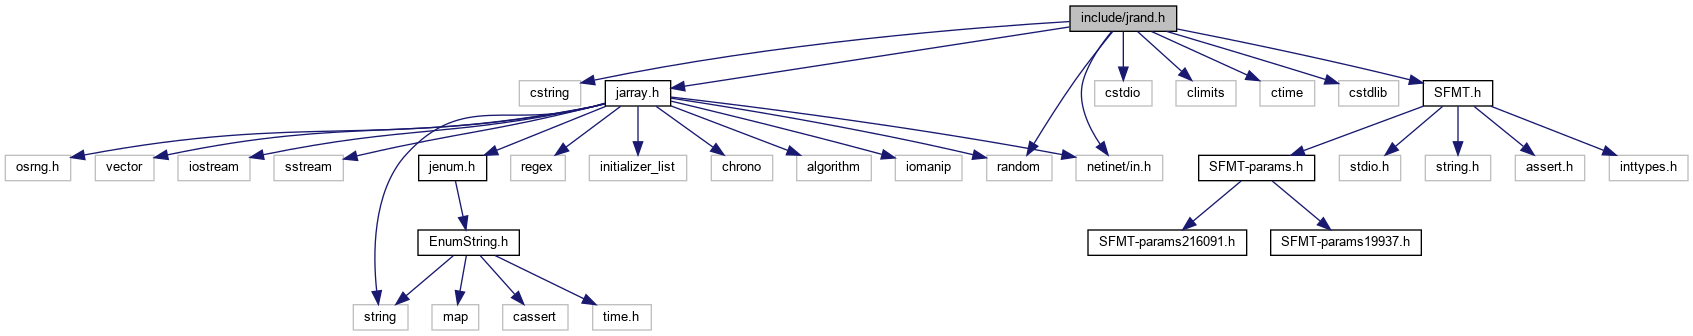 include/jrand.h
cstring
jarray.h
cstdio
climits
ctime
cstdlib
SFMT.h
osrng.h
vector
iostream
sstream
jenum.h
regex
initializer_list
chrono
algorithm
iomanip
random
netinet/in.h
SFMT-params.h
stdio.h
string.h
assert.h
inttypes.h
EnumString.h
SFMT-params216091.h
SFMT-params19937.h
string
map
cassert
time.h